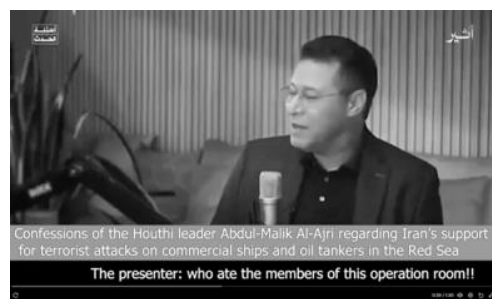 أثير
Confessions of the Houthi leader Abdul-Malik Al-Ajri regarding Iran's support
for terrorist attacks on commercial ships and oil tankers in the Red Sea
The presenter: who ate the members of this operation room!!